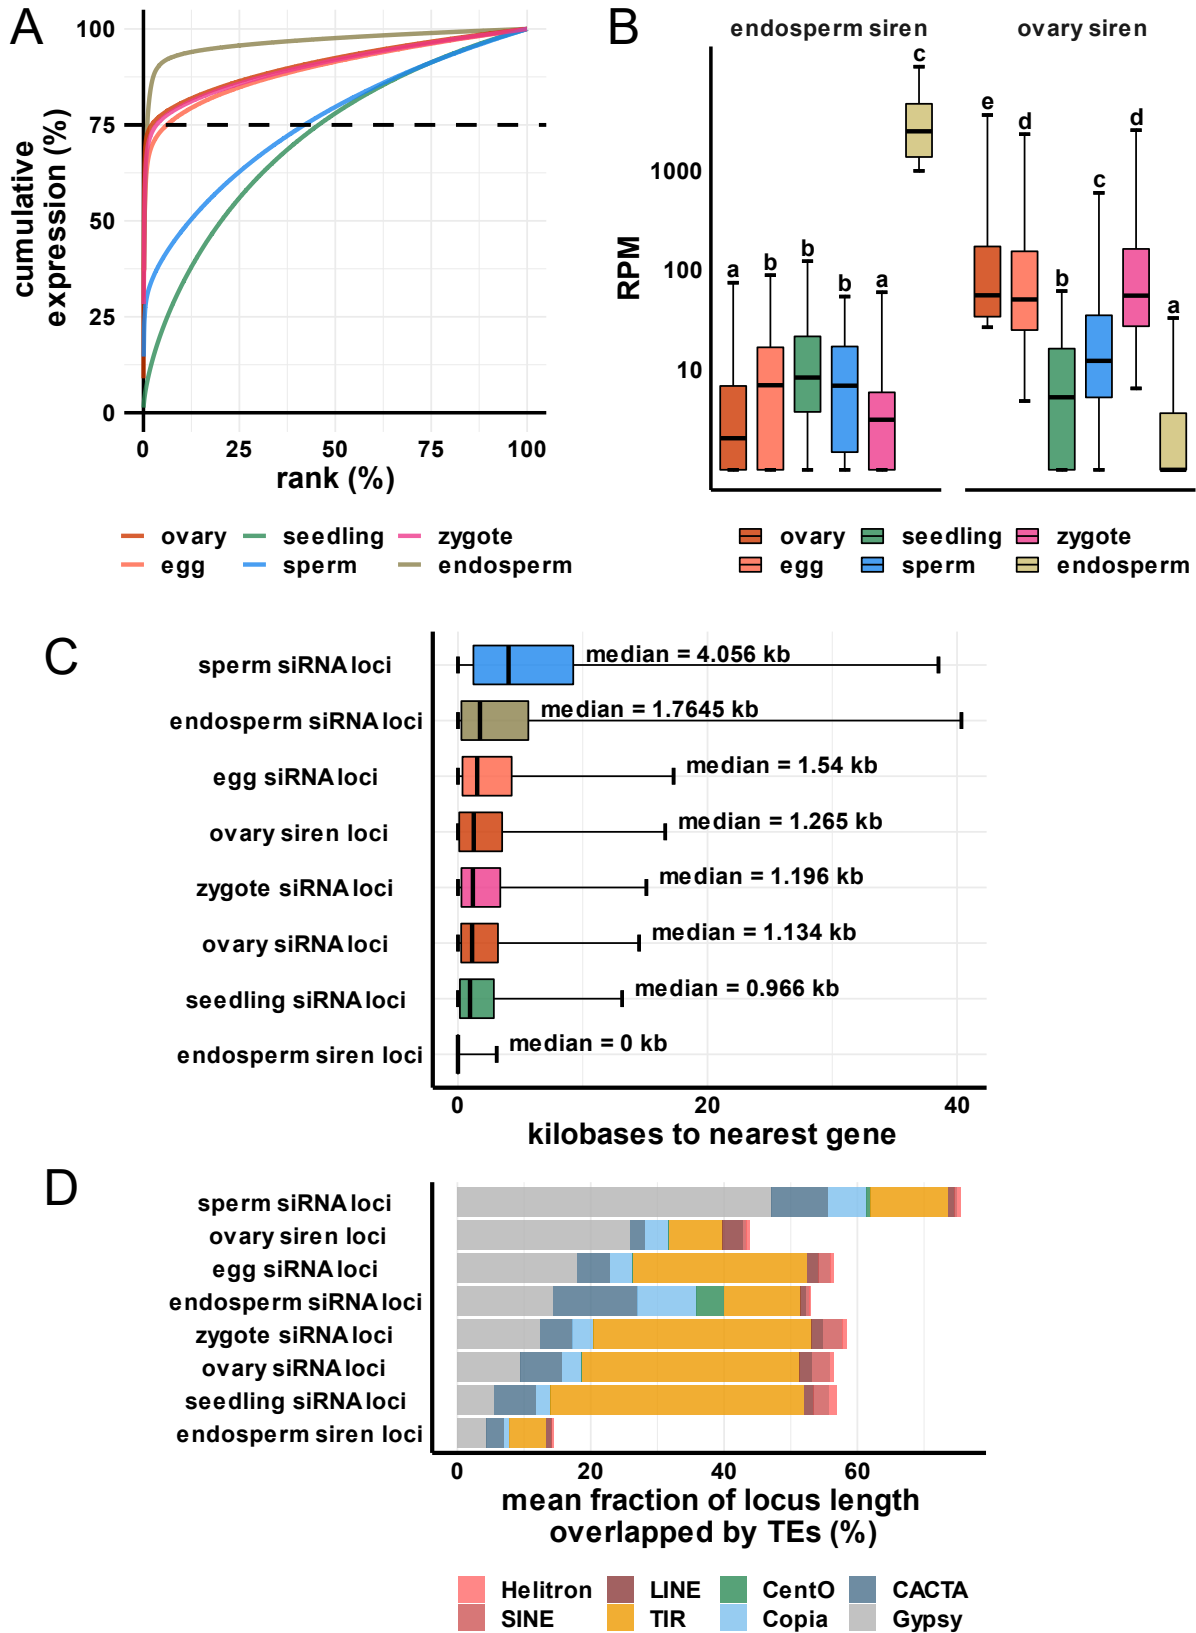 A
100
75
50
25
0
cumulative
expression (%)
0 25 50 75 100
rank (%)
ovary seedling zygote
egg sperm endosperm
B
endosperm siren ovary siren
RPM
1000
100
10
a b b b a c
e d b c d a
ovary seedling zygote
egg sperm endosperm
C
sperm siRNA loci median = 4.056 kb
endosperm siRNA loci median = 1.7645 kb
egg siRNA loci median = 1.54 kb
ovary siren loci median = 1.265 kb
zygote siRNA loci median = 1.196 kb
ovary siRNA loci median = 1.134 kb
seedling siRNA loci median = 0.966 kb
endosperm siren loci median = 0 kb
0 20 40
kilobases to nearest gene
D
sperm siRNA loci
ovary siren loci
egg siRNA loci
endosperm siRNA loci
zygote siRNA loci
ovary siRNA loci
seedling siRNA loci
endosperm siren loci
0 20 40 60
mean fraction of locus length
overlapped by TEs (%)
Helitron LINE CentO CACTA
SINE TIR Copia Gypsy